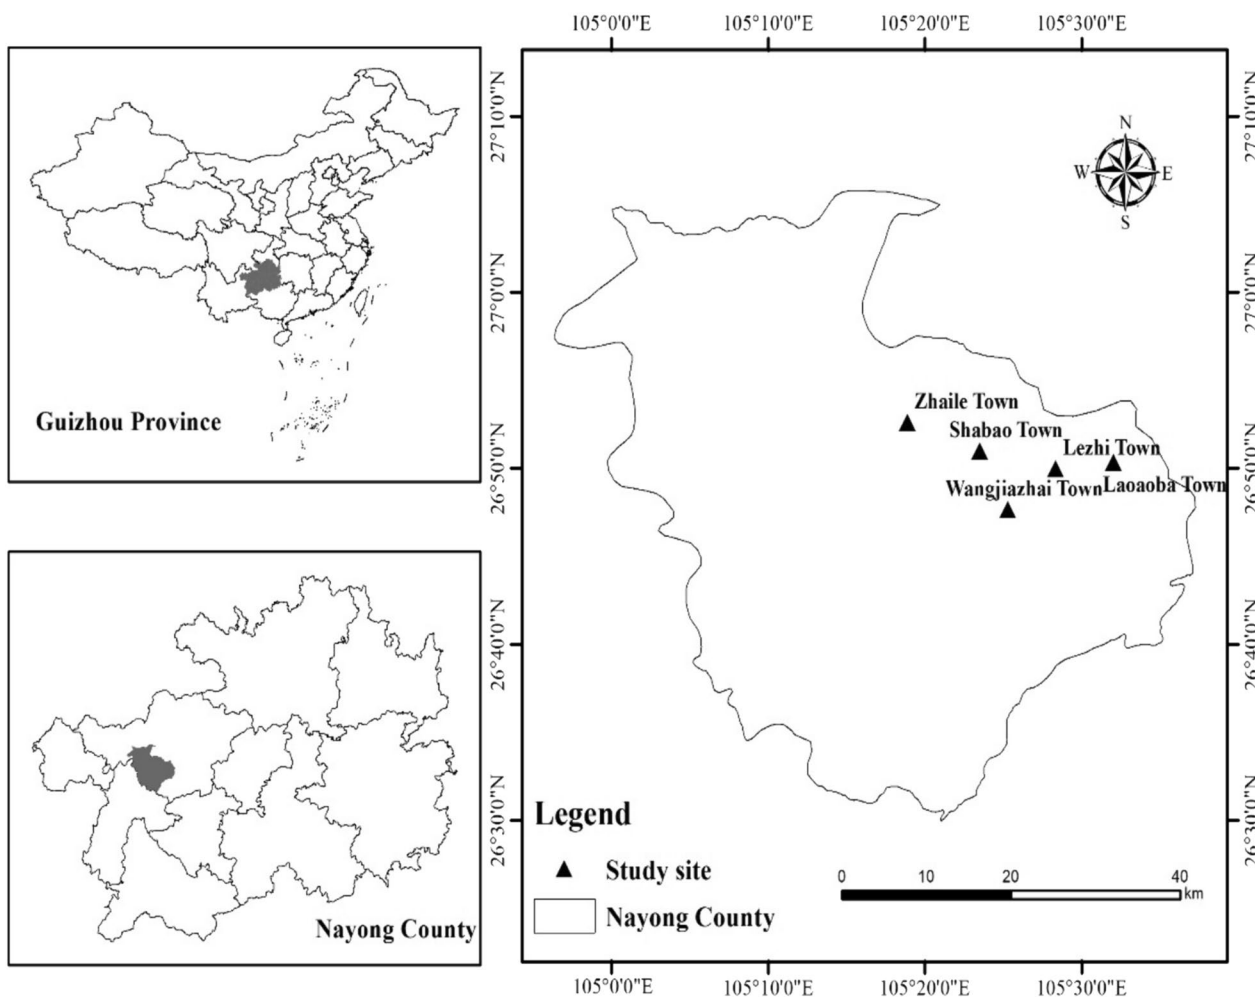 105°0'0"E
105°10'0"E
105°20'0"E
105°30'0"E
27°10'0"N
27°0'0"N
26°50'0"N
26°40'0"N
26°30'0"N
27°10'0"N
27°0'0"N
26°50'0"N
26°40'0"N
26°30'0"N
Guizhou Province
Nayong County
N
W
E
S
Zhaile Town
Shabao Town
Lezhi Town
Wangjiazhai Town
Laoaoba Town
Legend
Study site
Nayong County
0 10 20 40
km
105°0'0"E
105°10'0"E
105°20'0"E
105°30'0"E